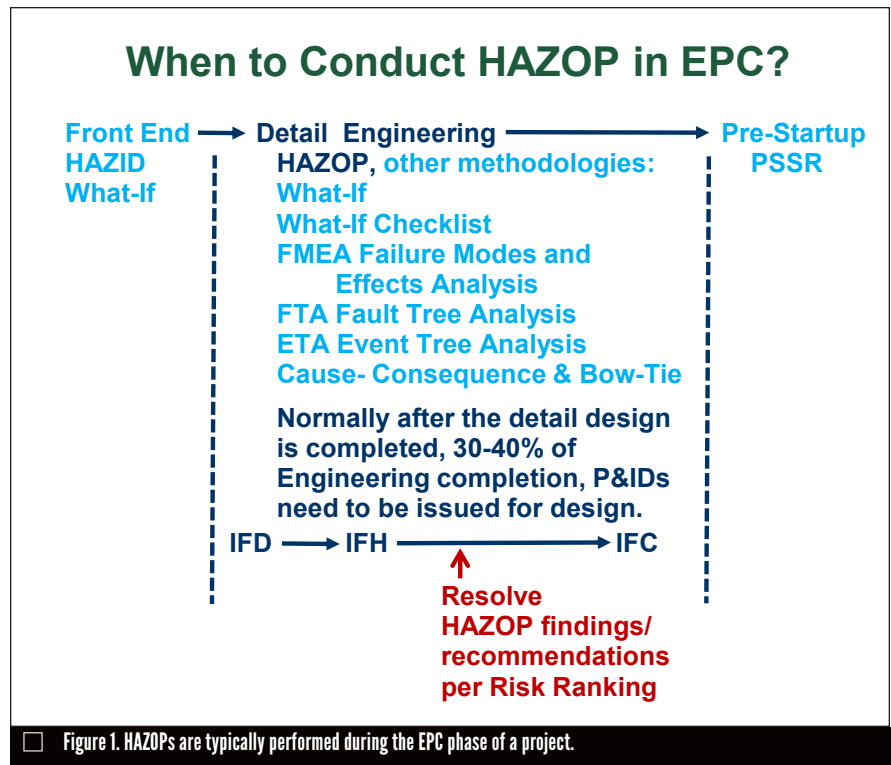 When to Conduct HAZOP in EPC?
Front End
HAZID
What-If
Detail Engineering
HAZOP, other methodologies:
What-If
What-If Checklist
FMEA Failure Modes and
Effects Analysis
FTA Fault Tree Analysis
ETA Event Tree Analysis
Cause- Consequence & Bow-Tie
Normally after the detail design
is completed, 30-40% of
Engineering completion, P&IDs
need to be issued for design.
Pre-Startup
PSSR
IFD IFH IFC
Resolve
HAZOP findings/
recommendations
per Risk Ranking
Figure 1. HAZOPs are typically performed during the EPC phase of a project.